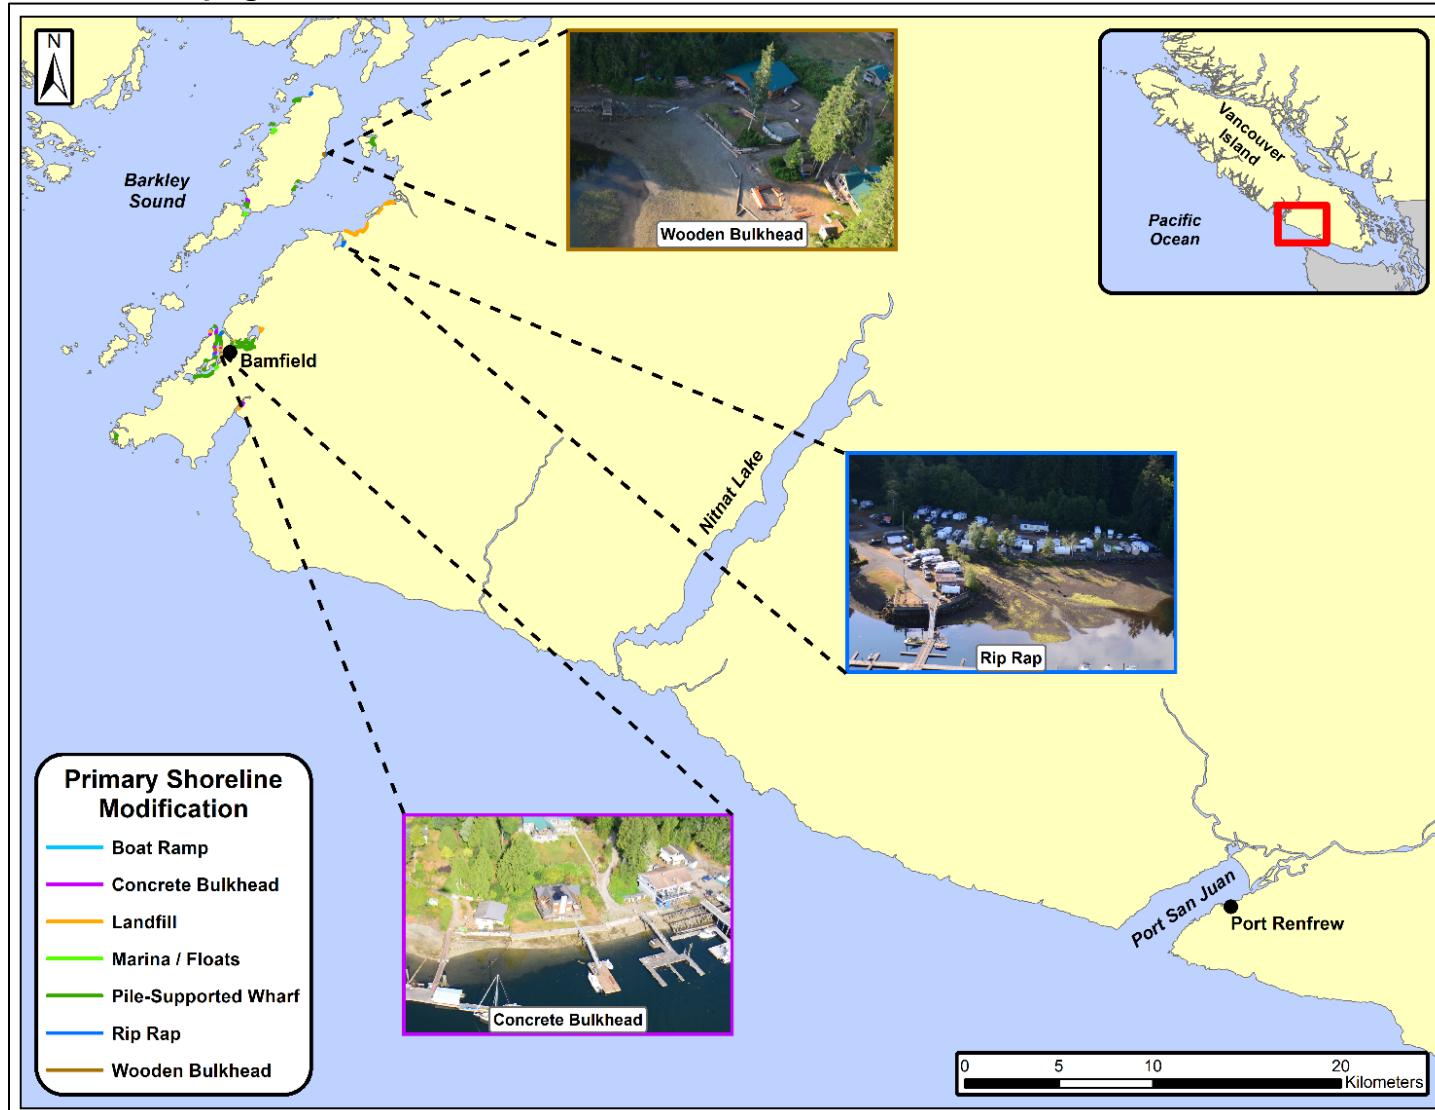 N
Barkley
Sound
Wooden Bulkhead
Vancouver
Island
Pacific
Ocean
Bamfield
Nitnat Lake
Rip Rap
Primary Shoreline
Modification
Boat Ramp
Concrete Bulkhead
Landfill
Marina / Floats
Pile-Supported Wharf
Rip Rap
Wooden Bulkhead
Concrete Bulkhead
Port San Juan
Port Renfrew
0 5 10 20
Kilometers